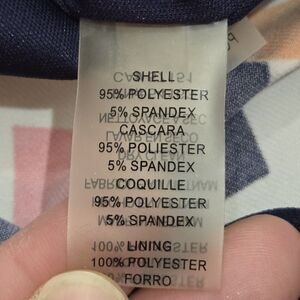 SHELL
95% POLYESTER
5% SPANDEX
CASCARA
95% POLIESTER
5% SPANDEX
COQUILLE
95% POLYESTER
5% SPANDEX
LINING
100% POLYESTER
FORRO